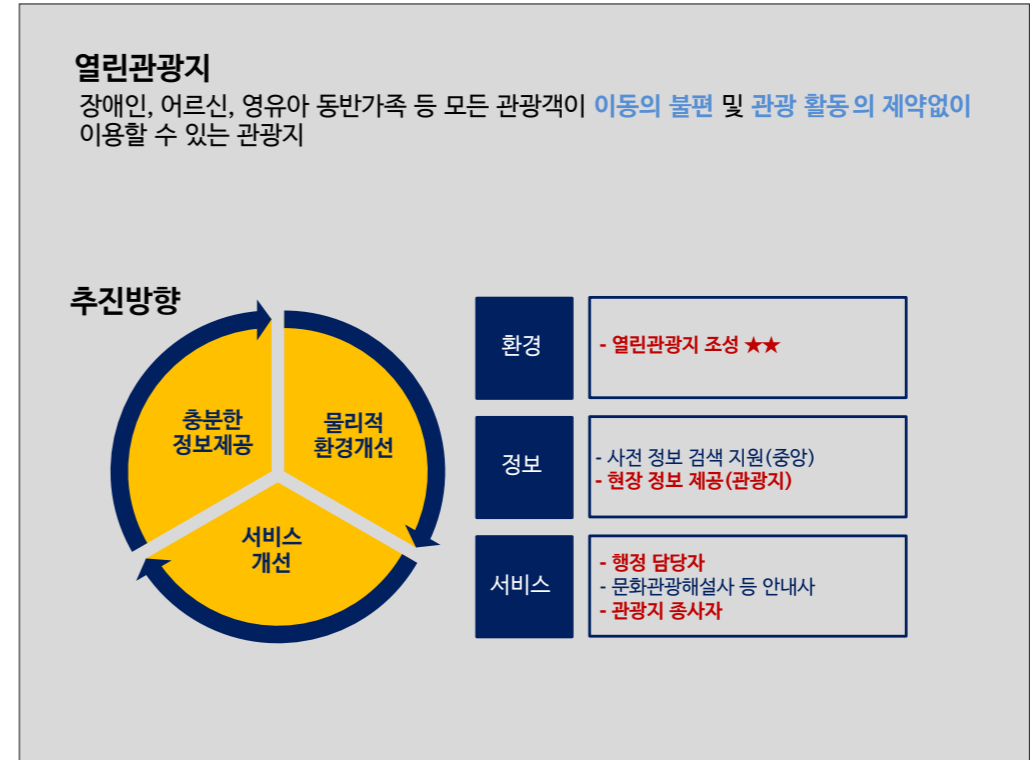 열린관광지
장애인, 어르신, 영유아 동반가족 등 모든 관광객이 이동의 불편 및 관광 활동의 제약없이
이용할 수 있는 관광지
추진방향
충분한
정보제공
물리적
환경개선
서비스
개선
환경
- 열린관광지 조성 ★★
정보
- 사전 정보 검색 지원(중앙)
- 현장 정보 제공(관광지)
서비스
- 행정 담당자
- 문화관광해설사 등 안내사
- 관광지 종사자